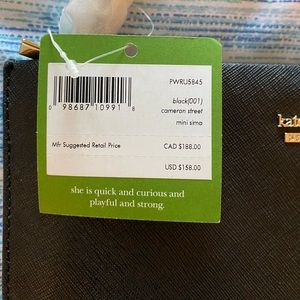 PWRU5845
0 98687 10991 8
black(001)
cameron street
mini sima
Mfr Suggested Retail Price
CAD $188.00
USD $158.00
she is quick and curious and
playful and strong.
kate